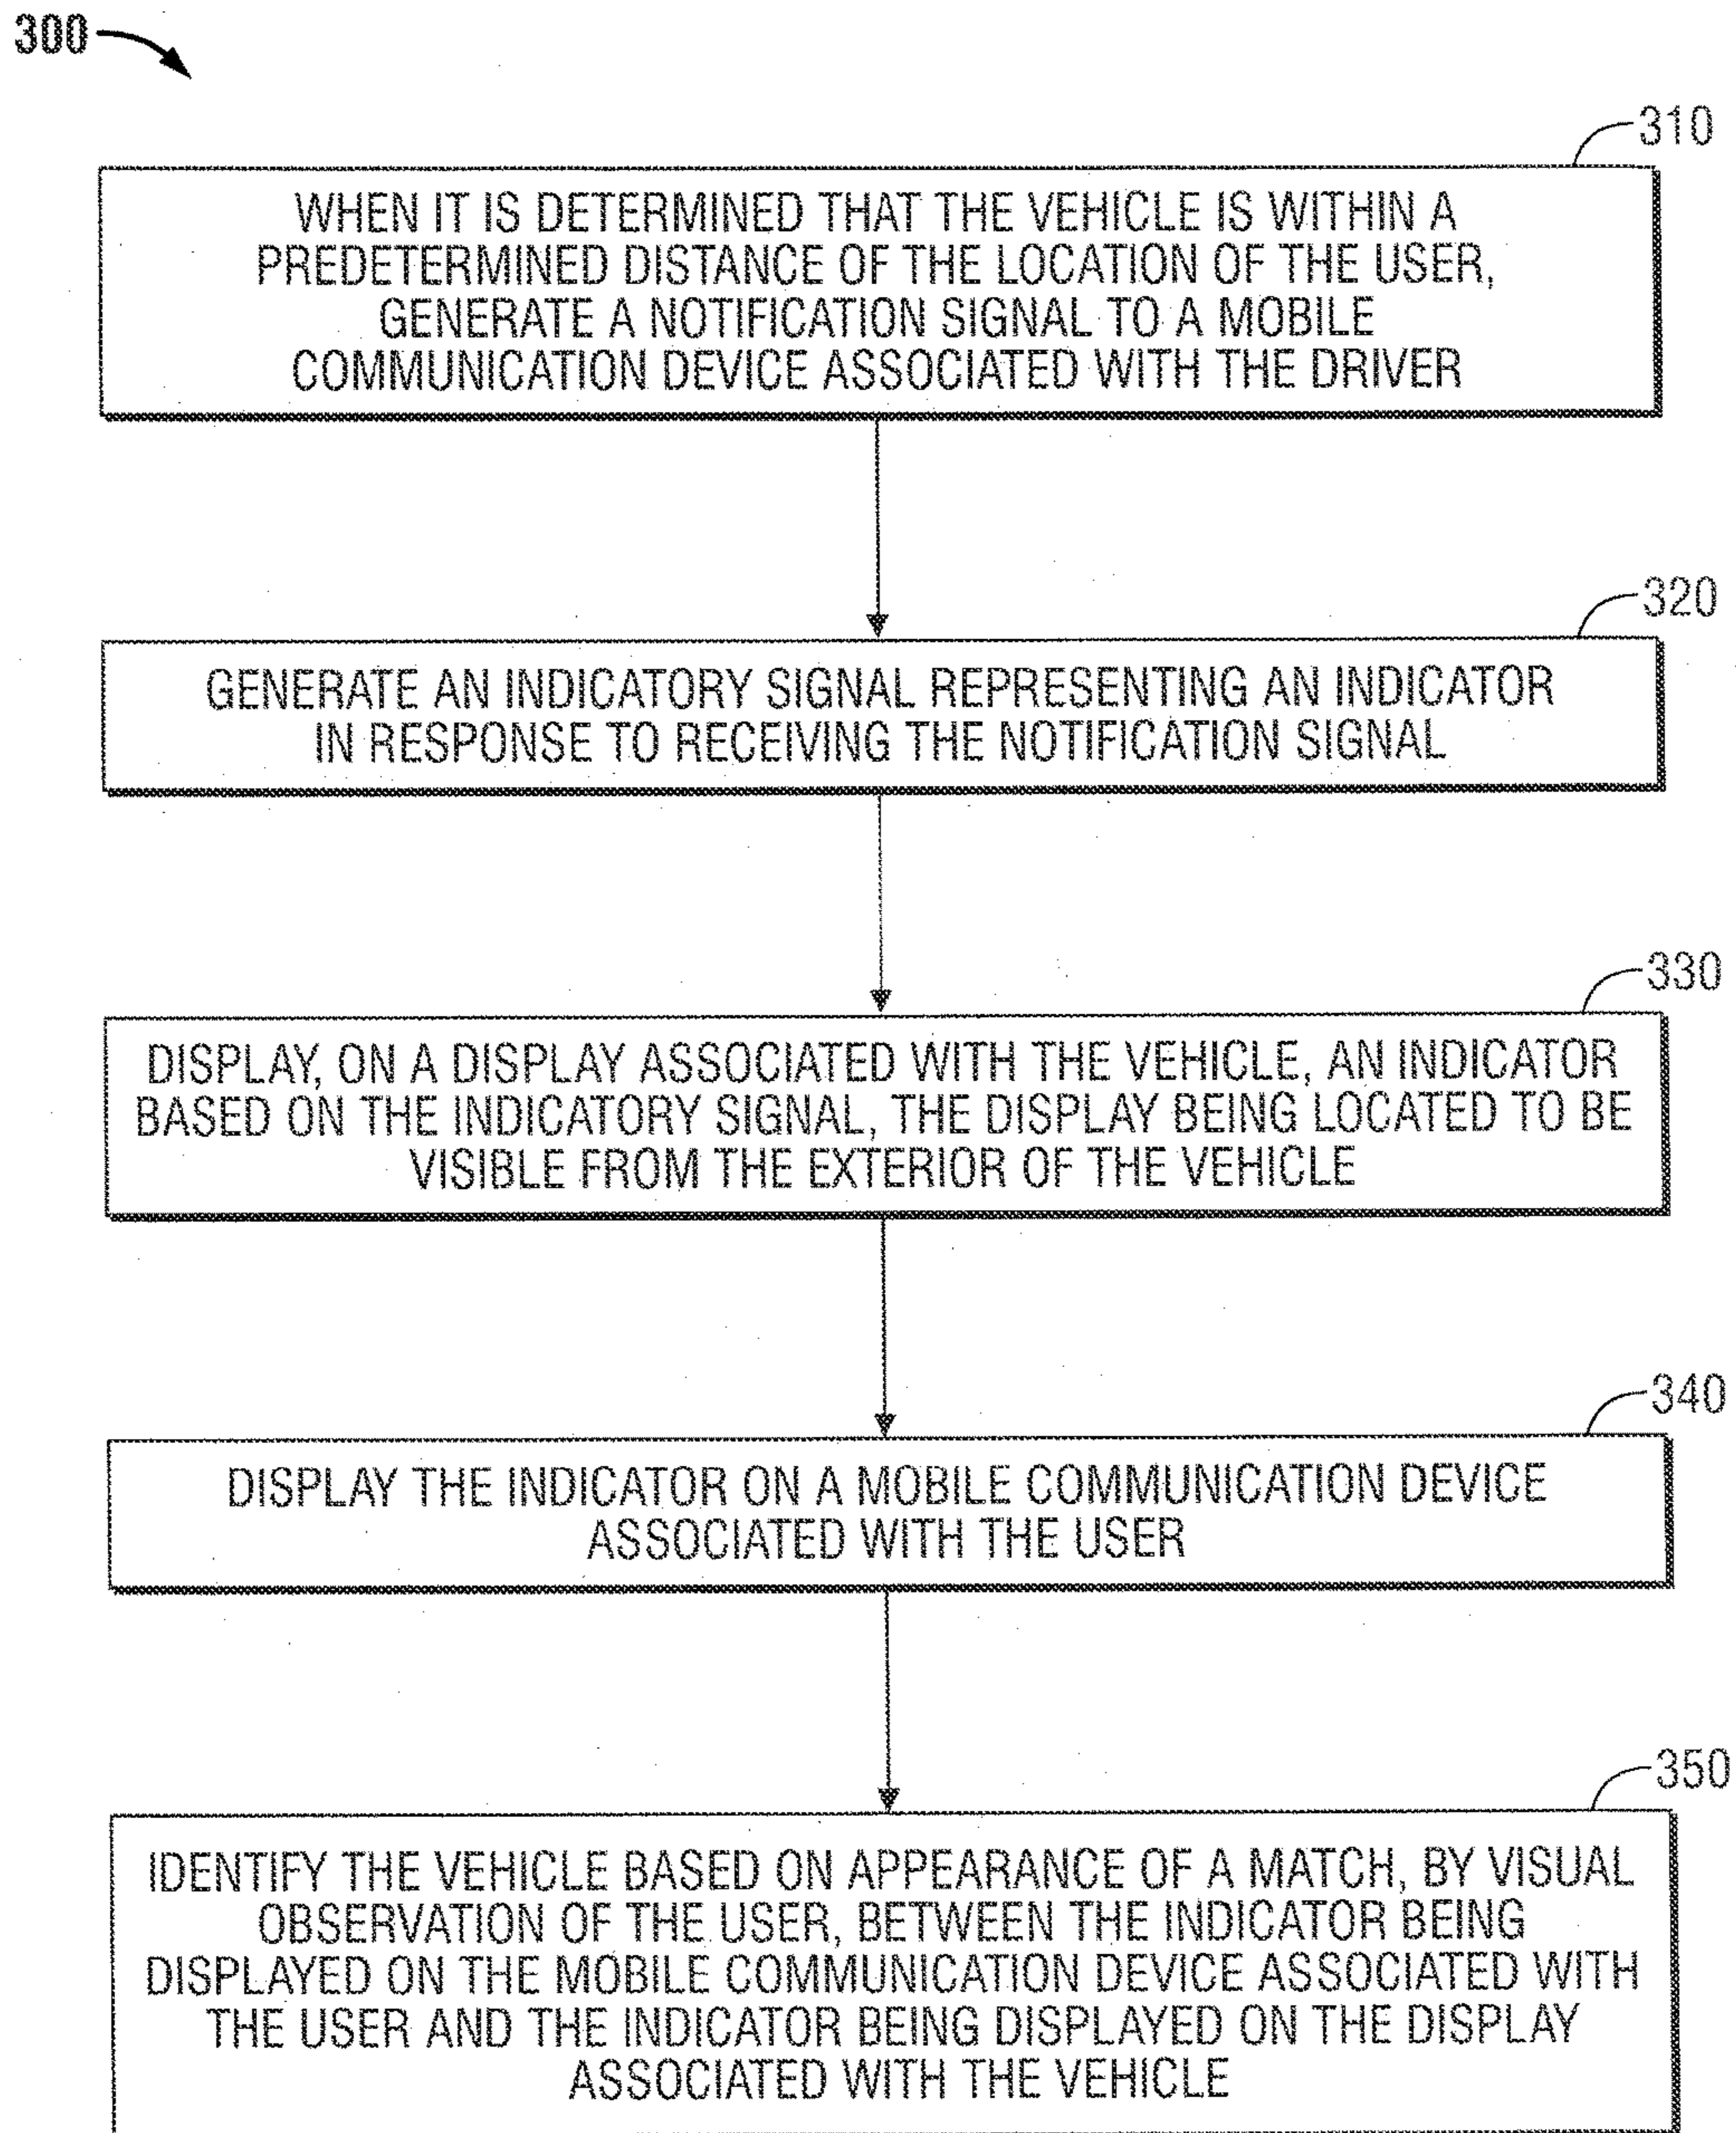 300
310
WHEN IT IS DETERMINED THAT THE VEHICLE IS WITHIN A
PREDETERMINED DISTANCE OF THE LOCATION OF THE USER,
GENERATE A NOTIFICATION SIGNAL TO A MOBILE
COMMUNICATION DEVICE ASSOCIATED WITH THE DRIVER
320
GENERATE AN INDICATORY SIGNAL REPRESENTING AN INDICATOR
IN RESPONSE TO RECEIVING THE NOTIFICATION SIGNAL
330
DISPLAY, ON A DISPLAY ASSOCIATED WITH THE VEHICLE, AN INDICATOR
BASED ON THE INDICATORY SIGNAL, THE DISPLAY BEING LOCATED TO BE
VISIBLE FROM THE EXTERIOR OF THE VEHICLE
340
DISPLAY THE INDICATOR ON A MOBILE COMMUNICATION DEVICE
ASSOCIATED WITH THE USER
350
IDENTIFY THE VEHICLE BASED ON APPEARANCE OF A MATCH, BY VISUAL
OBSERVATION OF THE USER, BETWEEN THE INDICATOR BEING
DISPLAYED ON THE MOBILE COMMUNICATION DEVICE ASSOCIATED WITH
THE USER AND THE INDICATOR BEING DISPLAYED ON THE DISPLAY
ASSOCIATED WITH THE VEHICLE